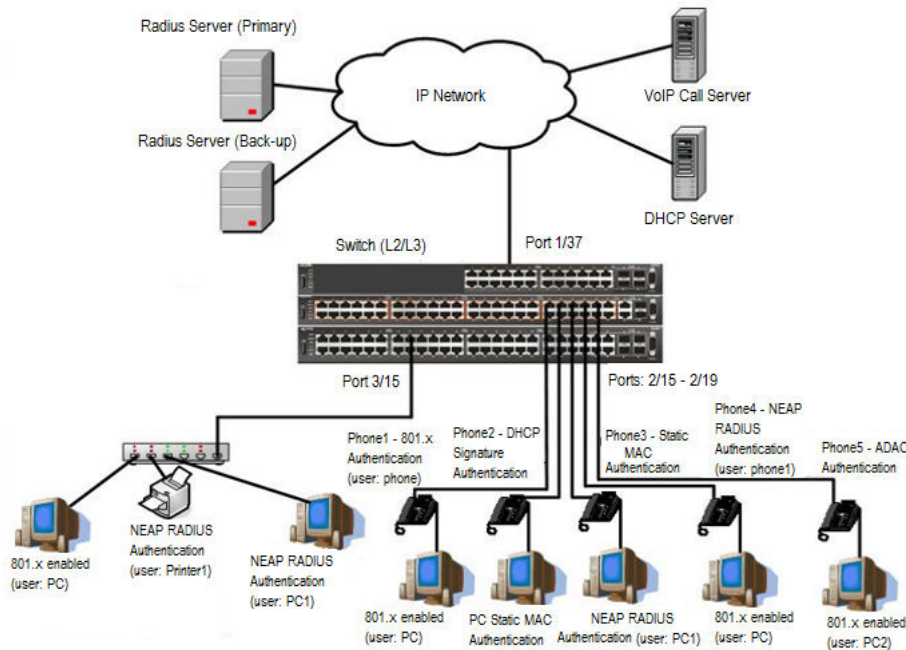 Radius Server (Primary)
IP Network
VoIP Call Server
Radius Server (Back-up)
DHCP Server
Switch (L2/L3)
Port 1/37
Port 3/15
Ports: 2/15 - 2/19
Phone1 - 801.x
Authentication
(user: phone)
Phone2 - DHCP
Signature
Authentication
Phone3 - Static
MAC
Authentication
Phone4 - NEAP
RADIUS
Authentication
(user: phone1)
Phone5 - ADAC
Authentication
801.x enabled
(user: PC)
NEAP RADIUS
Authentication
(user: Printer1)
NEAP RADIUS
Authentication
(user: PC1)
801.x enabled
(user: PC)
PC Static MAC
Authentication
NEAP RADIUS
Authentication (user: PC1)
801.x enabled
(user: PC)
801.x enabled
(user: PC2)